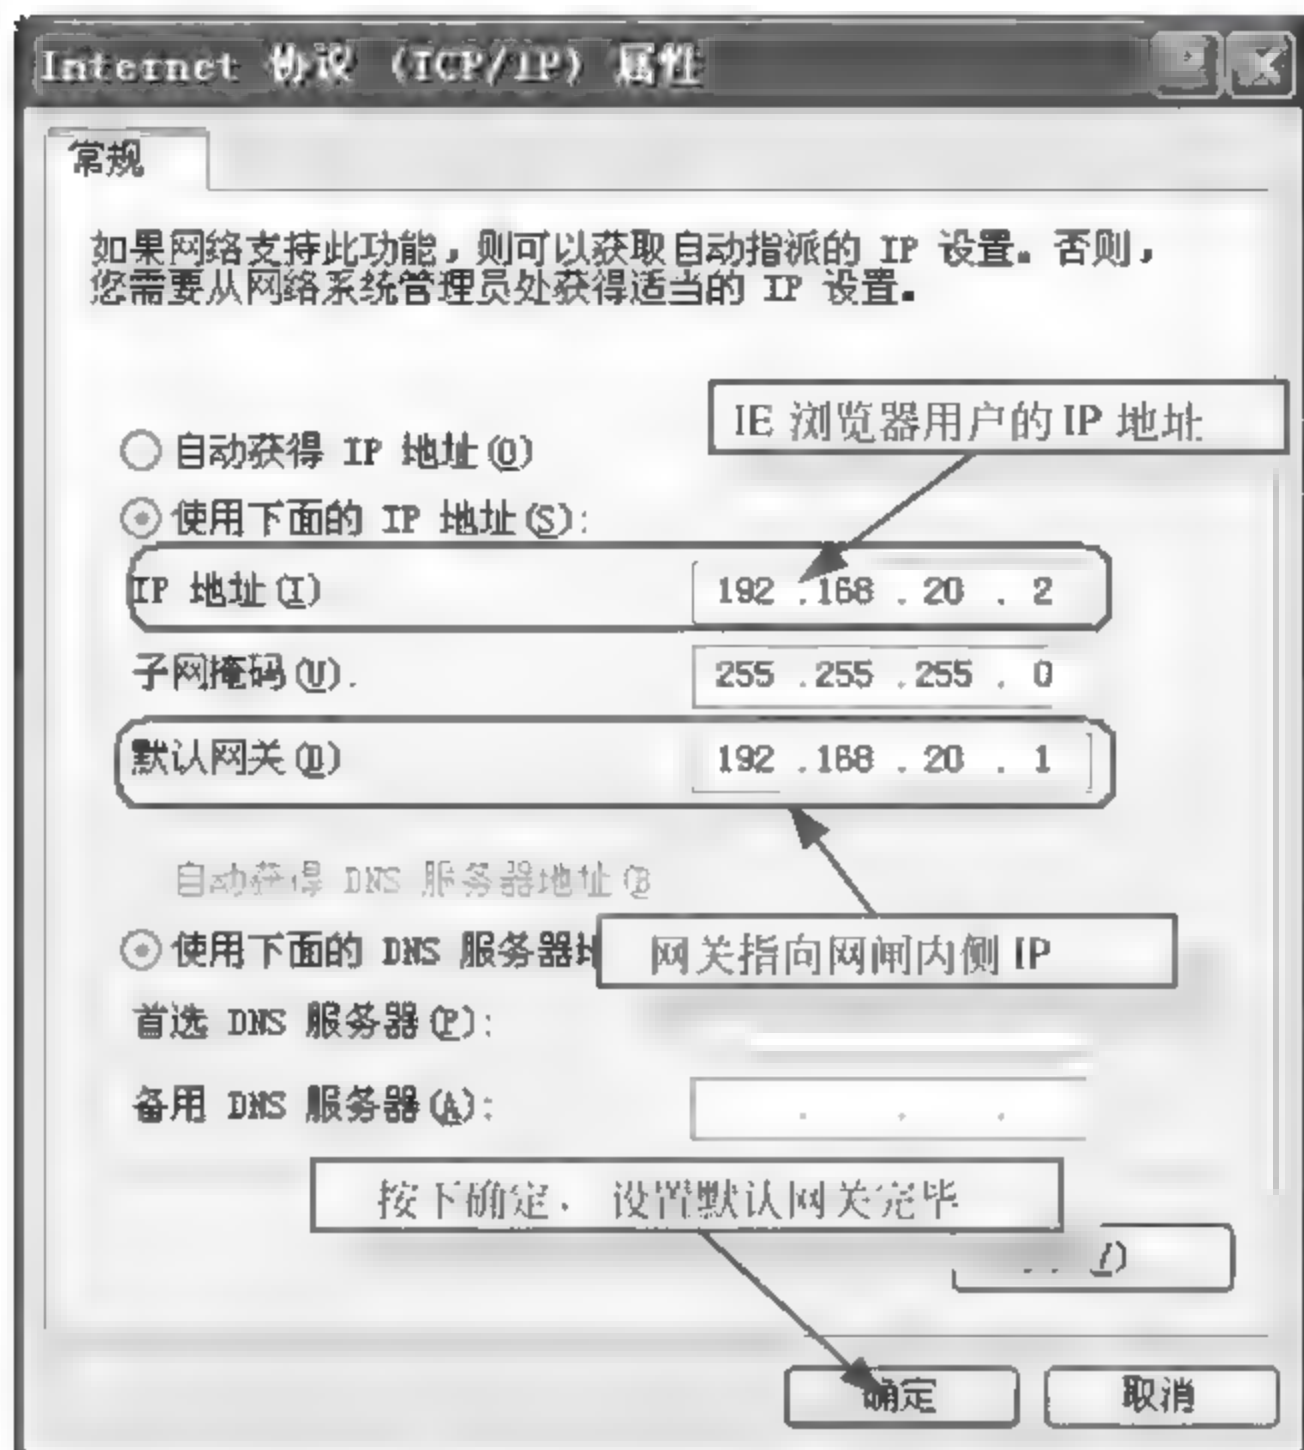 Internet 协议 (TCP/IP) 属性
常规
如果网络支持此功能，则可以获取自动指派的 IP 设置。否则，
您需要从网络系统管理员处获得适当的 IP 设置。
IE 浏览器用户的 IP 地址
自动获得 IP 地址(O)
使用下面的 IP 地址(S):
IP 地址(I) 192 .168 . 20 . 2
子网掩码(U). 255 .255 .255 . 0
默认网关(D) 192 .168 . 20 . 1
自动获得 DNS 服务器地址(B
使用下面的 DNS 服务器地
网关指向网闸内侧 IP
首选 DNS 服务器(P):
备用 DNS 服务器(A): . . .
按下确定， 设置默认网关完毕
确定 取消